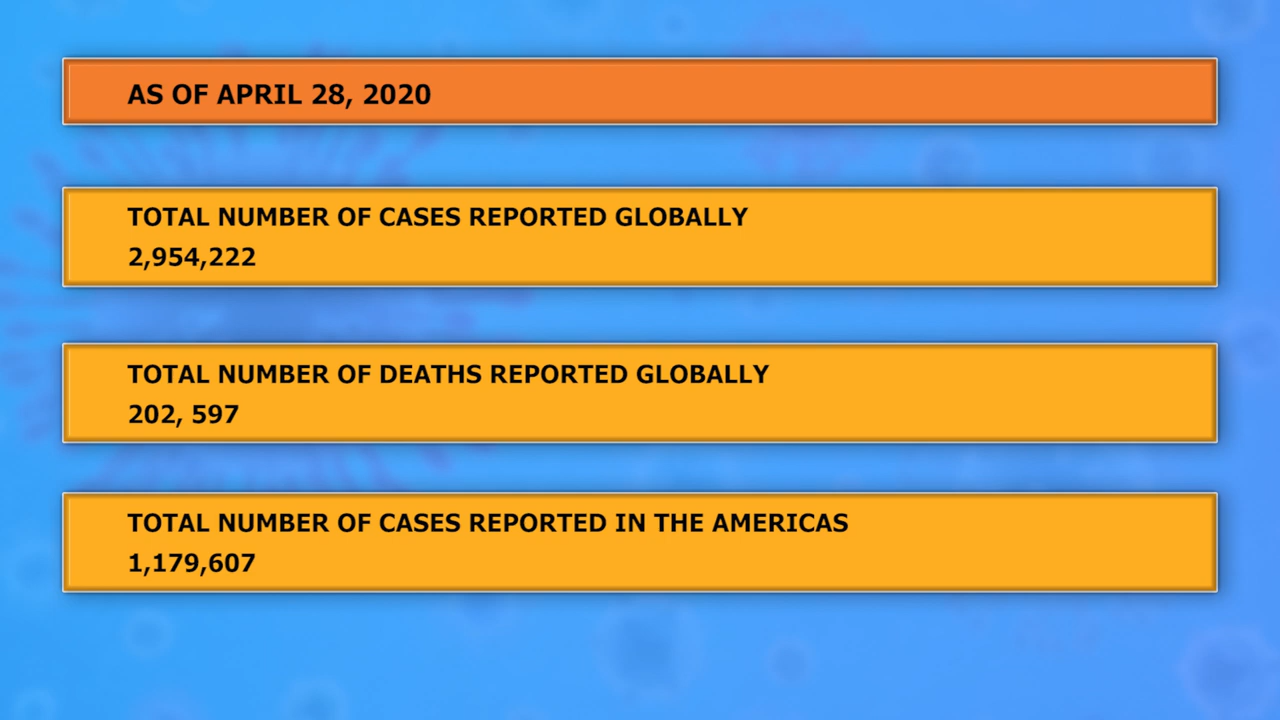 AS OF APRIL 28, 2020
TOTAL NUMBER OF CASES REPORTED GLOBALLY
2,954,222
TOTAL NUMBER OF DEATHS REPORTED GLOBALLY
202, 597
TOTAL NUMBER OF CASES REPORTED IN THE AMERICAS
1,179,607